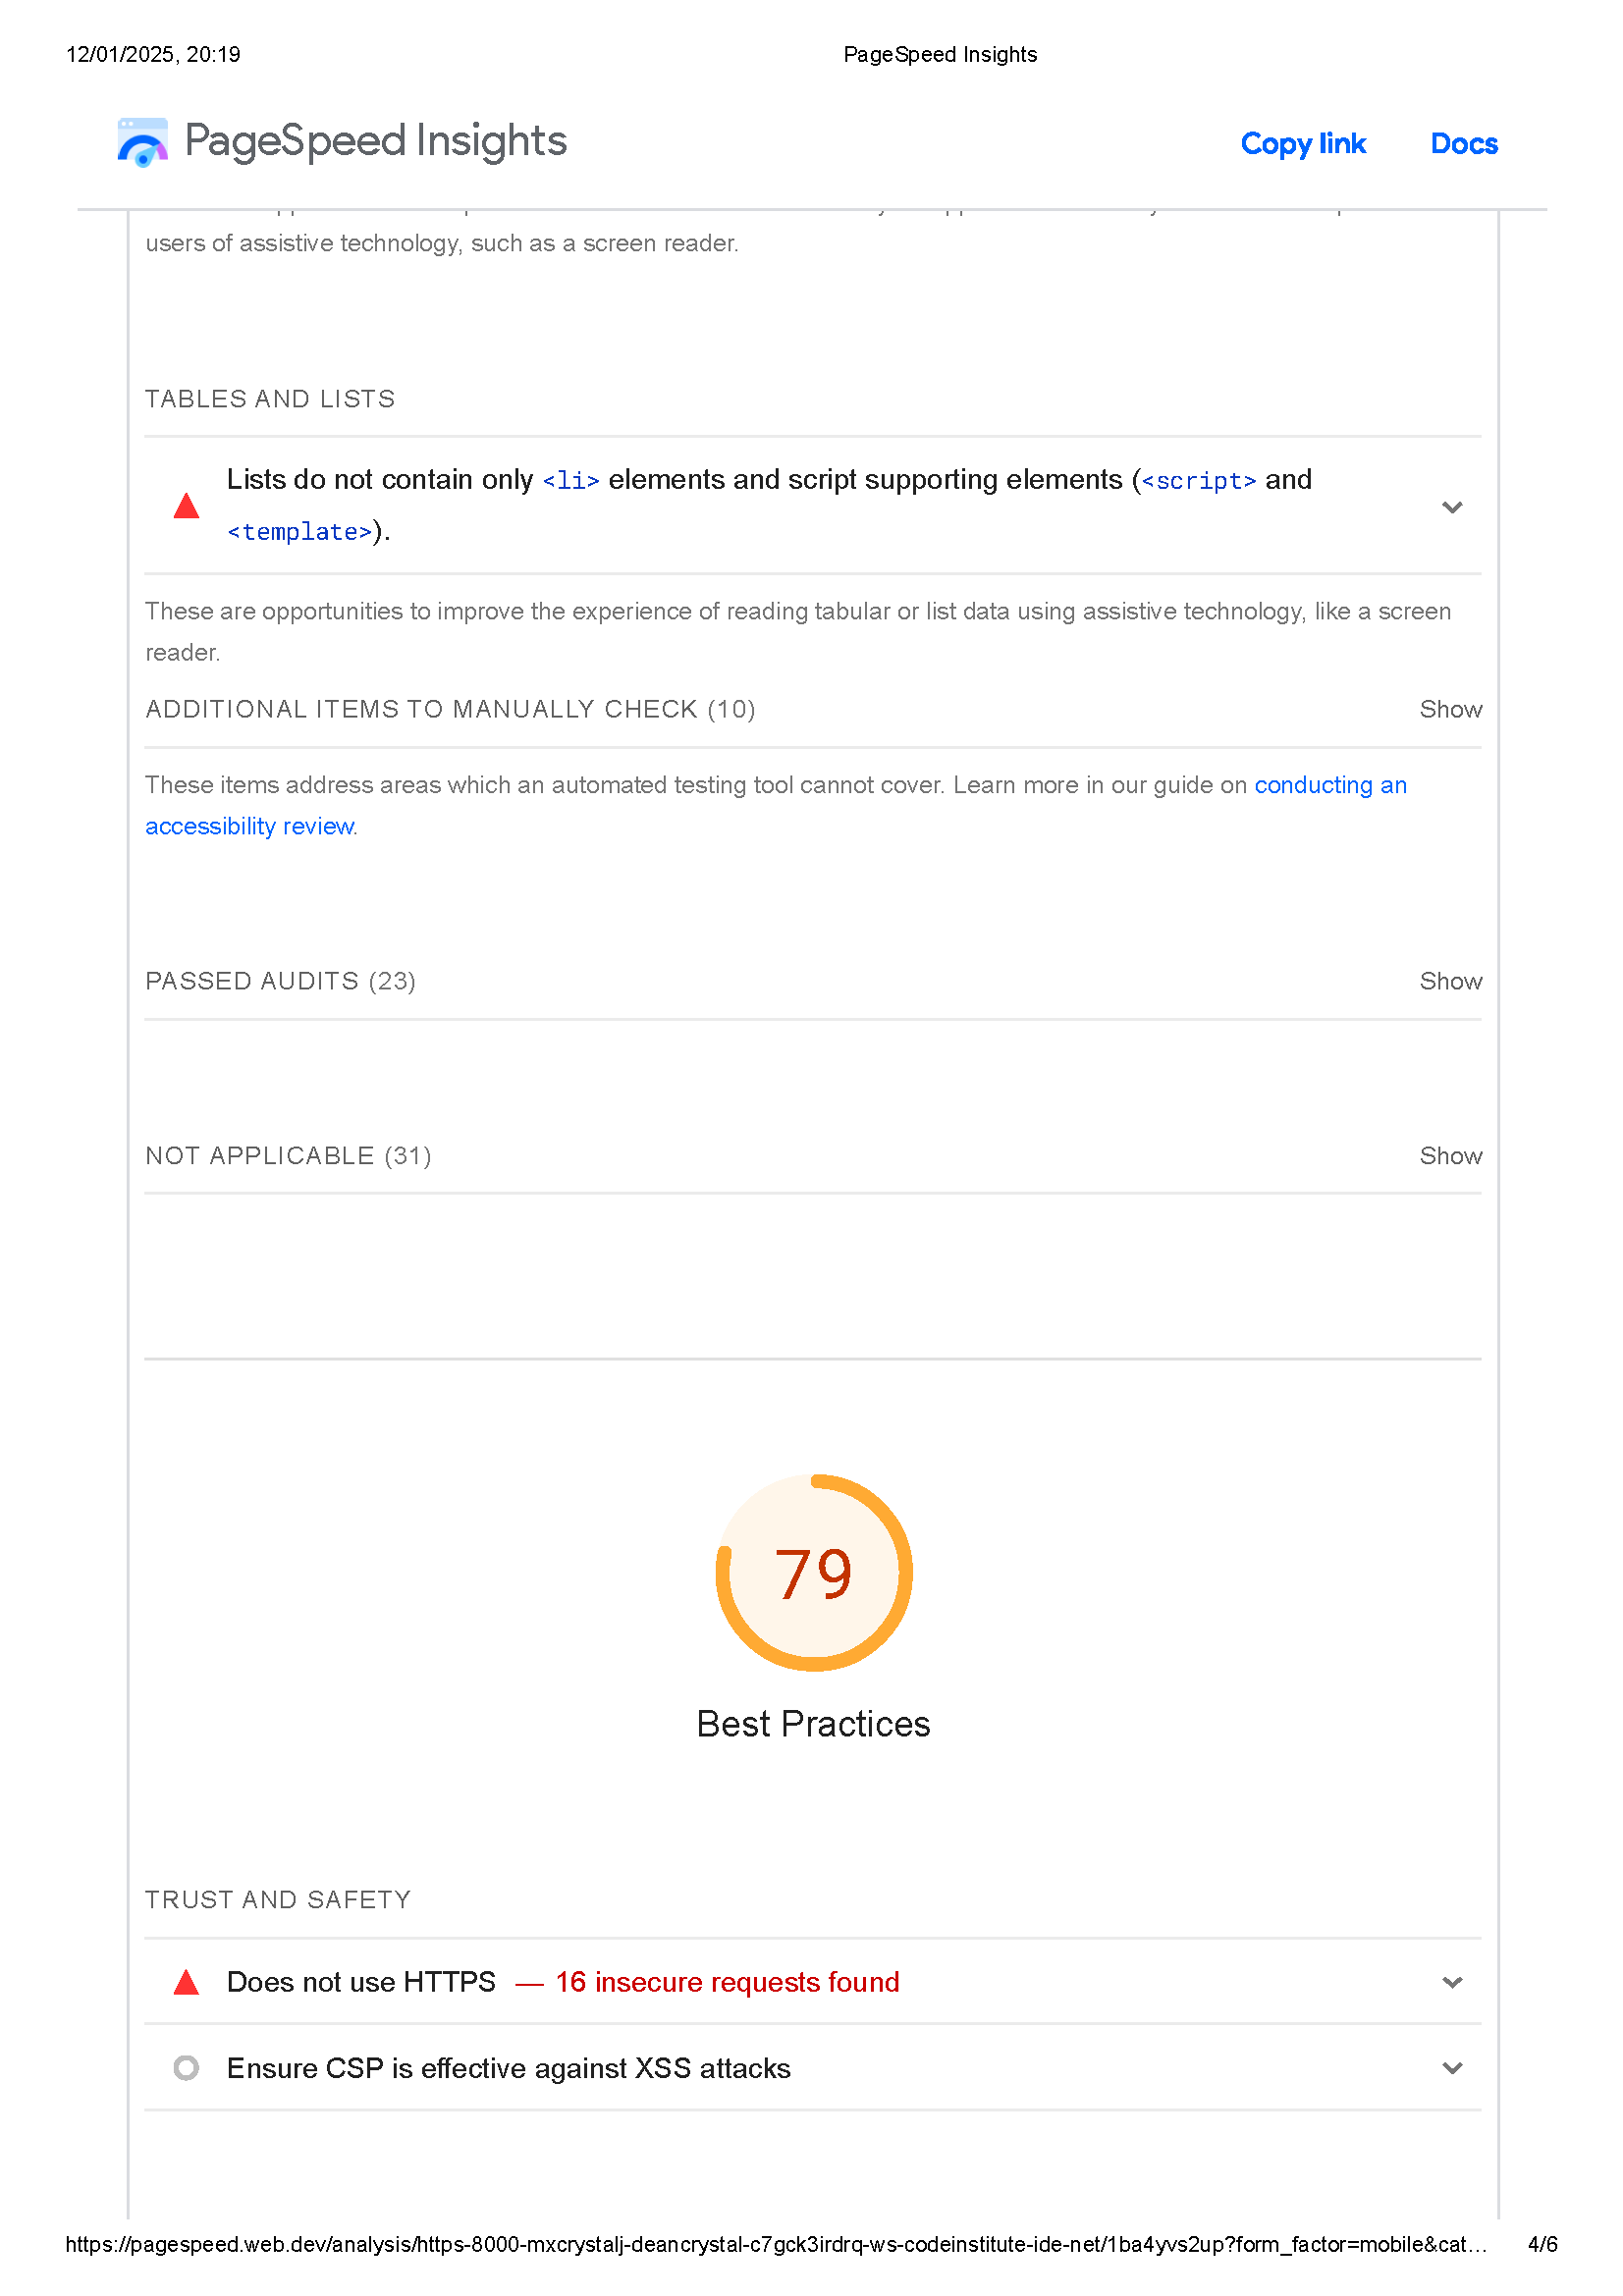 12/01/2025, 20:19
PageSpeed Insights
PageSpeed Insights
Copy link
Docs
users of assistive technology, such as a screen reader.
TABLES AND LISTS
Lists do not contain only <li> elements and script supporting elements (<script> and
<template>).
These are opportunities to improve the experience of reading tabular or list data using assistive technology, like a screen
reader.
ADDITIONAL ITEMS TO MANUALLY CHECK (10)
Show
These items address areas which an automated testing tool cannot cover. Learn more in our guide on conducting an
accessibility review.
PASSED AUDITS (23)
Show
NOT APPLICABLE (31)
Show
79
Best Practices
TRUST AND SAFETY
Does not use HTTPS — 16 insecure requests found
Ensure CSP is effective against XSS attacks
https://pagespeed.web.dev/analysis/https-8000-mxcrystalj-deancrystal-c7gck3irdrq-ws-codeinstitute-ide-net/1ba4yvs2up?form_factor=mobile&cat…
4/6